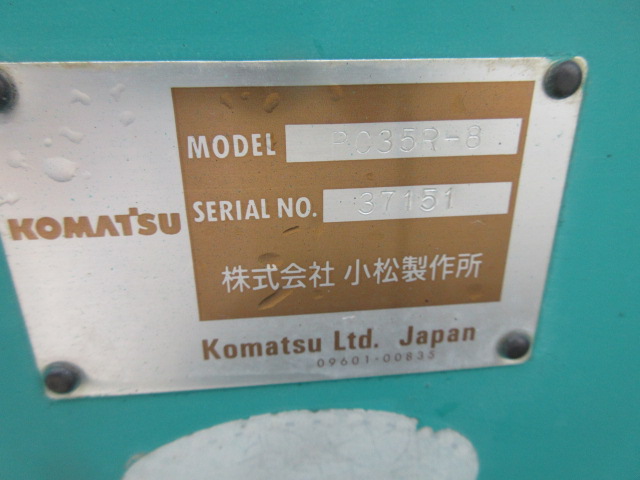 MODEL PC35R-8
SERIAL NO. 37151
KOMATSU
株式会社 小松製作所
Komatsu Ltd. Japan
09601-00835